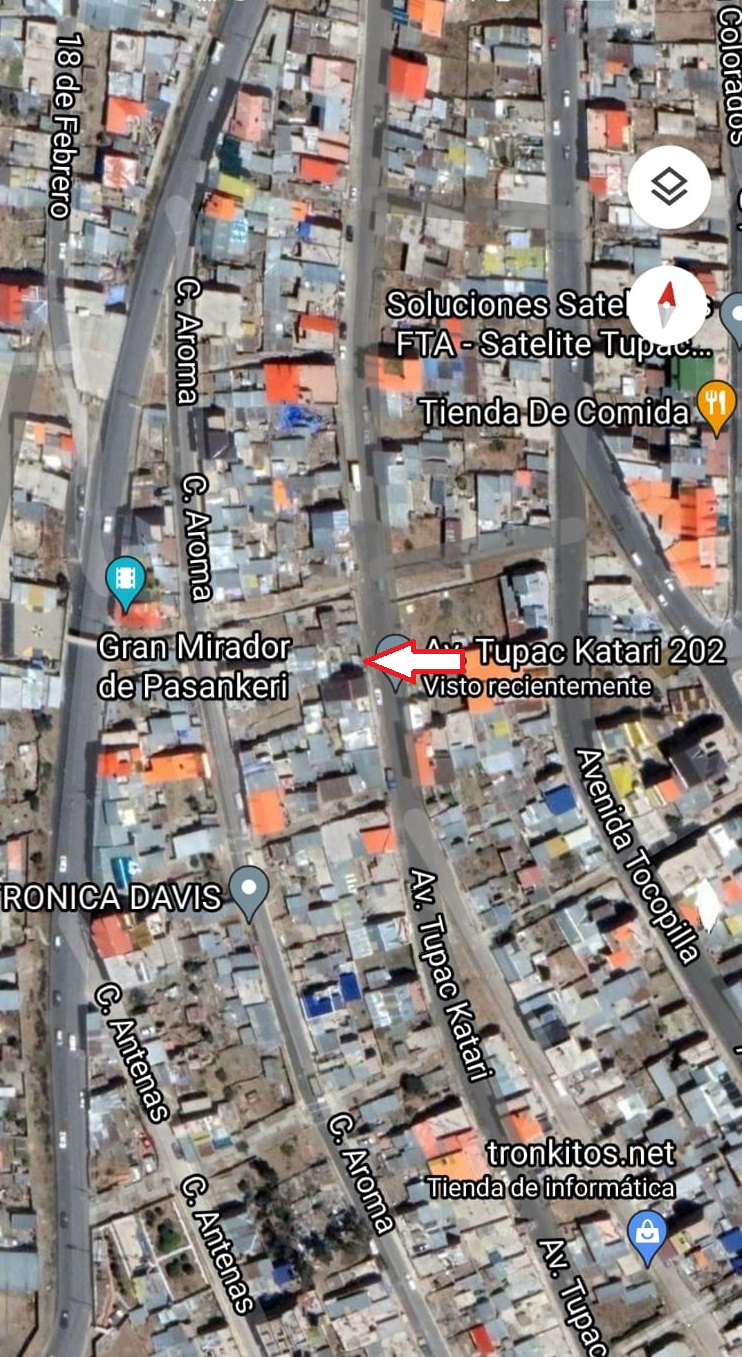 18 de Febrero
Colorados
C. Aroma
Soluciones Satel
FTA - Satelite Tupac...
Tienda De Comida
C. Aroma
Gran Mirador
de Pasankeri
Av. Tupac Katari 202
Visto recientemente
Avenida Tocopilla
TRONICA DAVIS
Av. Tupac Katari
C. Antenas
C. Aroma
tronkitos.net
Tienda de informática
C. Antenas
Av. Tupac